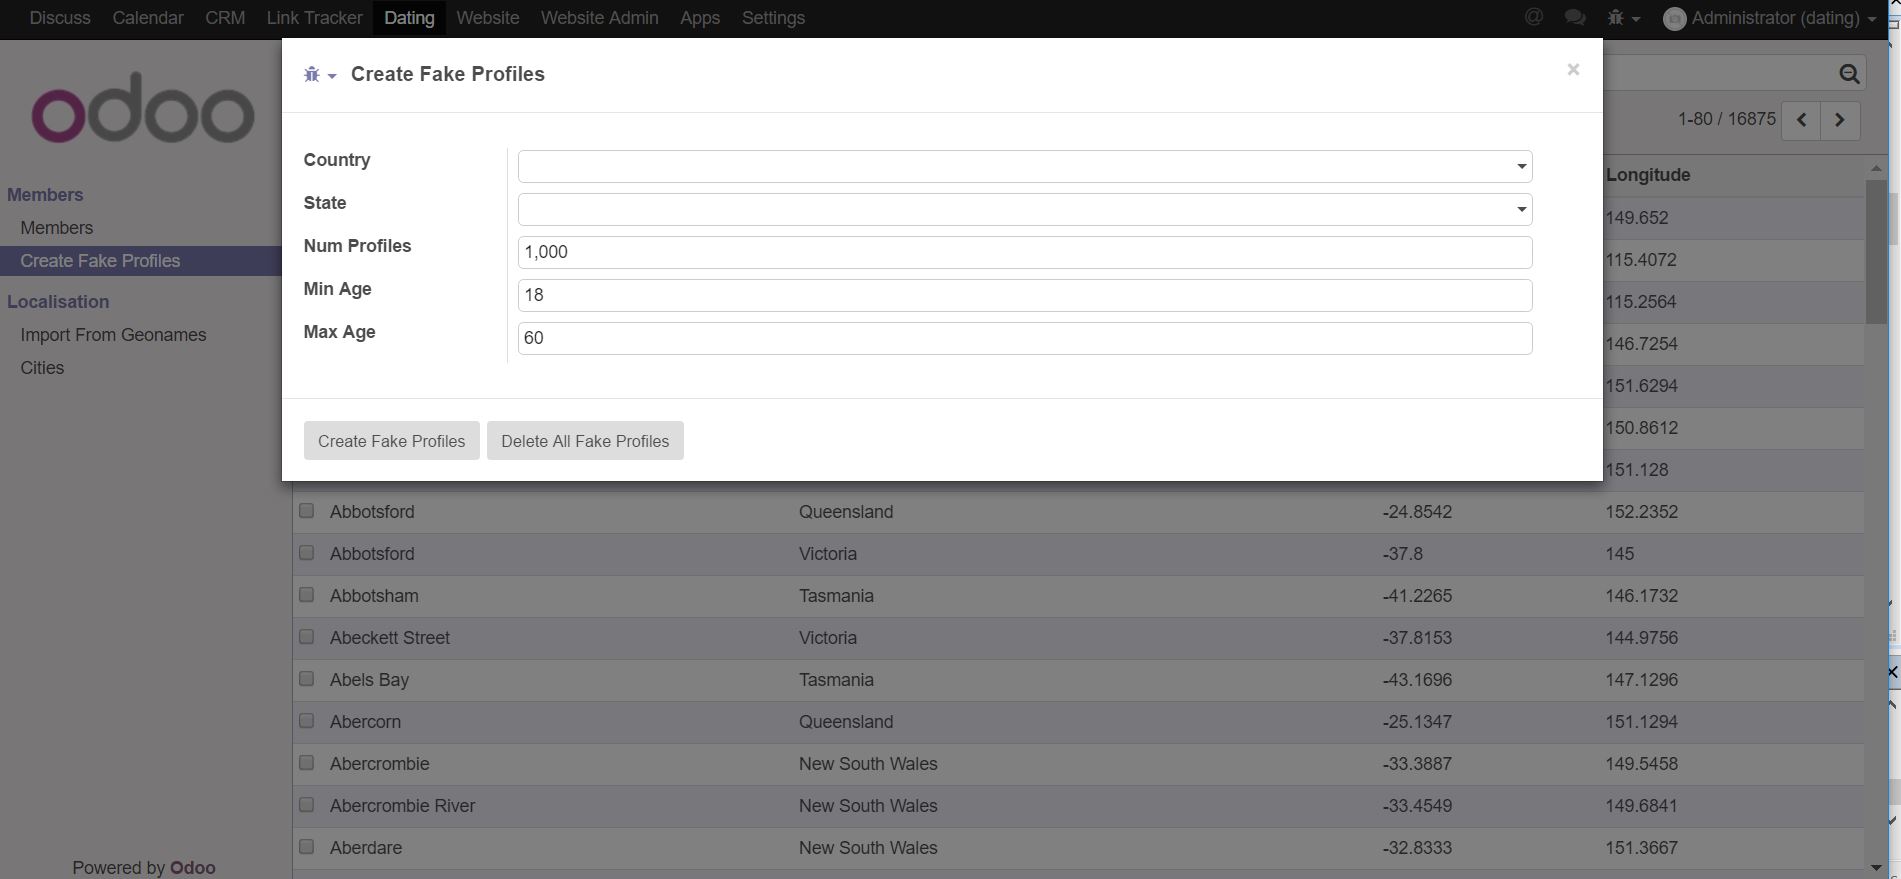 Discuss Calendar CRM Link Tracker Dating Website Website Admin Apps Settings @ Administrator (dating)
Create Fake Profiles ×
odoo
1-80 / 16875
Country
State
Num Profiles 1,000
Min Age 18
Max Age 60
Create Fake Profiles Delete All Fake Profiles
Members
Members
Create Fake Profiles
Localisation
Import From Geonames
Cities
Longitude
149.652
115.4072
115.2564
146.7254
151.6294
150.8612
151.128
Abbotsford Queensland -24.8542 152.2352
Abbotsford Victoria -37.8 145
Abbotsham Tasmania -41.2265 146.1732
Abeckett Street Victoria -37.8153 144.9756
Abels Bay Tasmania -43.1696 147.1296
Abercorn Queensland -25.1347 151.1294
Abercrombie New South Wales -33.3887 149.5458
Abercrombie River New South Wales -33.4549 149.6841
Aberdare New South Wales -32.8333 151.3667
Powered by Odoo